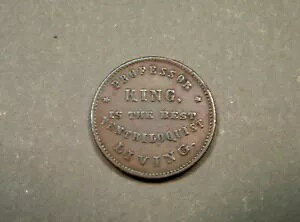 PROFESSOR
KING,
IS THE BEST
VENTRILOQUIST
LIVING.